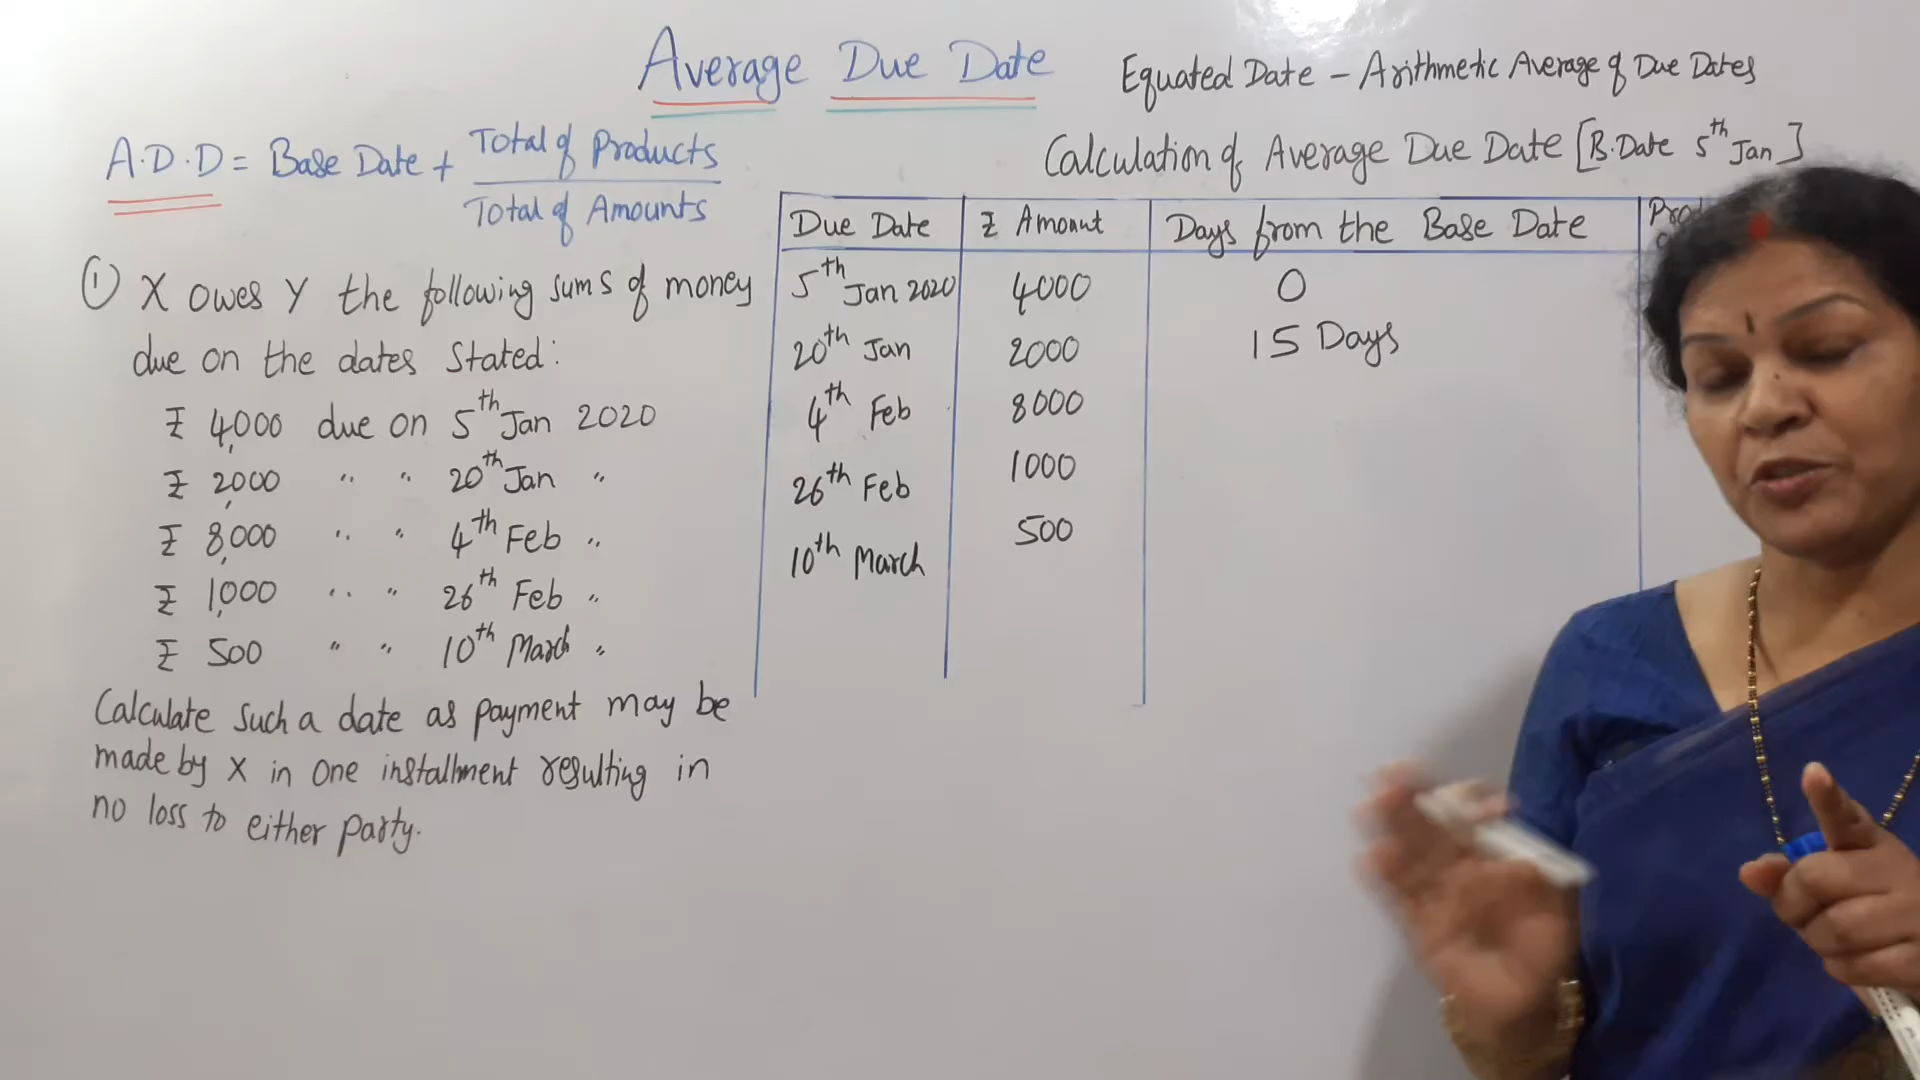 Average Due Date
Equated Date - Arithmetic Average of Due Dates
A.D.D = Base Date + Total of Products
Total of Amounts
Calculation of Average Due Date [B.Date 5th Jan]
① X owes Y the following sums of money
due on the dates stated:
₹ 4,000 due on 5th Jan 2020
₹ 2,000 " " 20th Jan "
₹ 8,000 " " 4th Feb "
₹ 1,000 " " 26th Feb "
₹ 500 " " 10th March "
Calculate such a date as payment may be
made by X in one installment resulting in
no loss to either party.
Due Date ₹ Amount Days from the Base Date
5th Jan 2020 4000 0
20th Jan 2000 15 Days
4th Feb 8000
26th Feb 1000
10th March 500